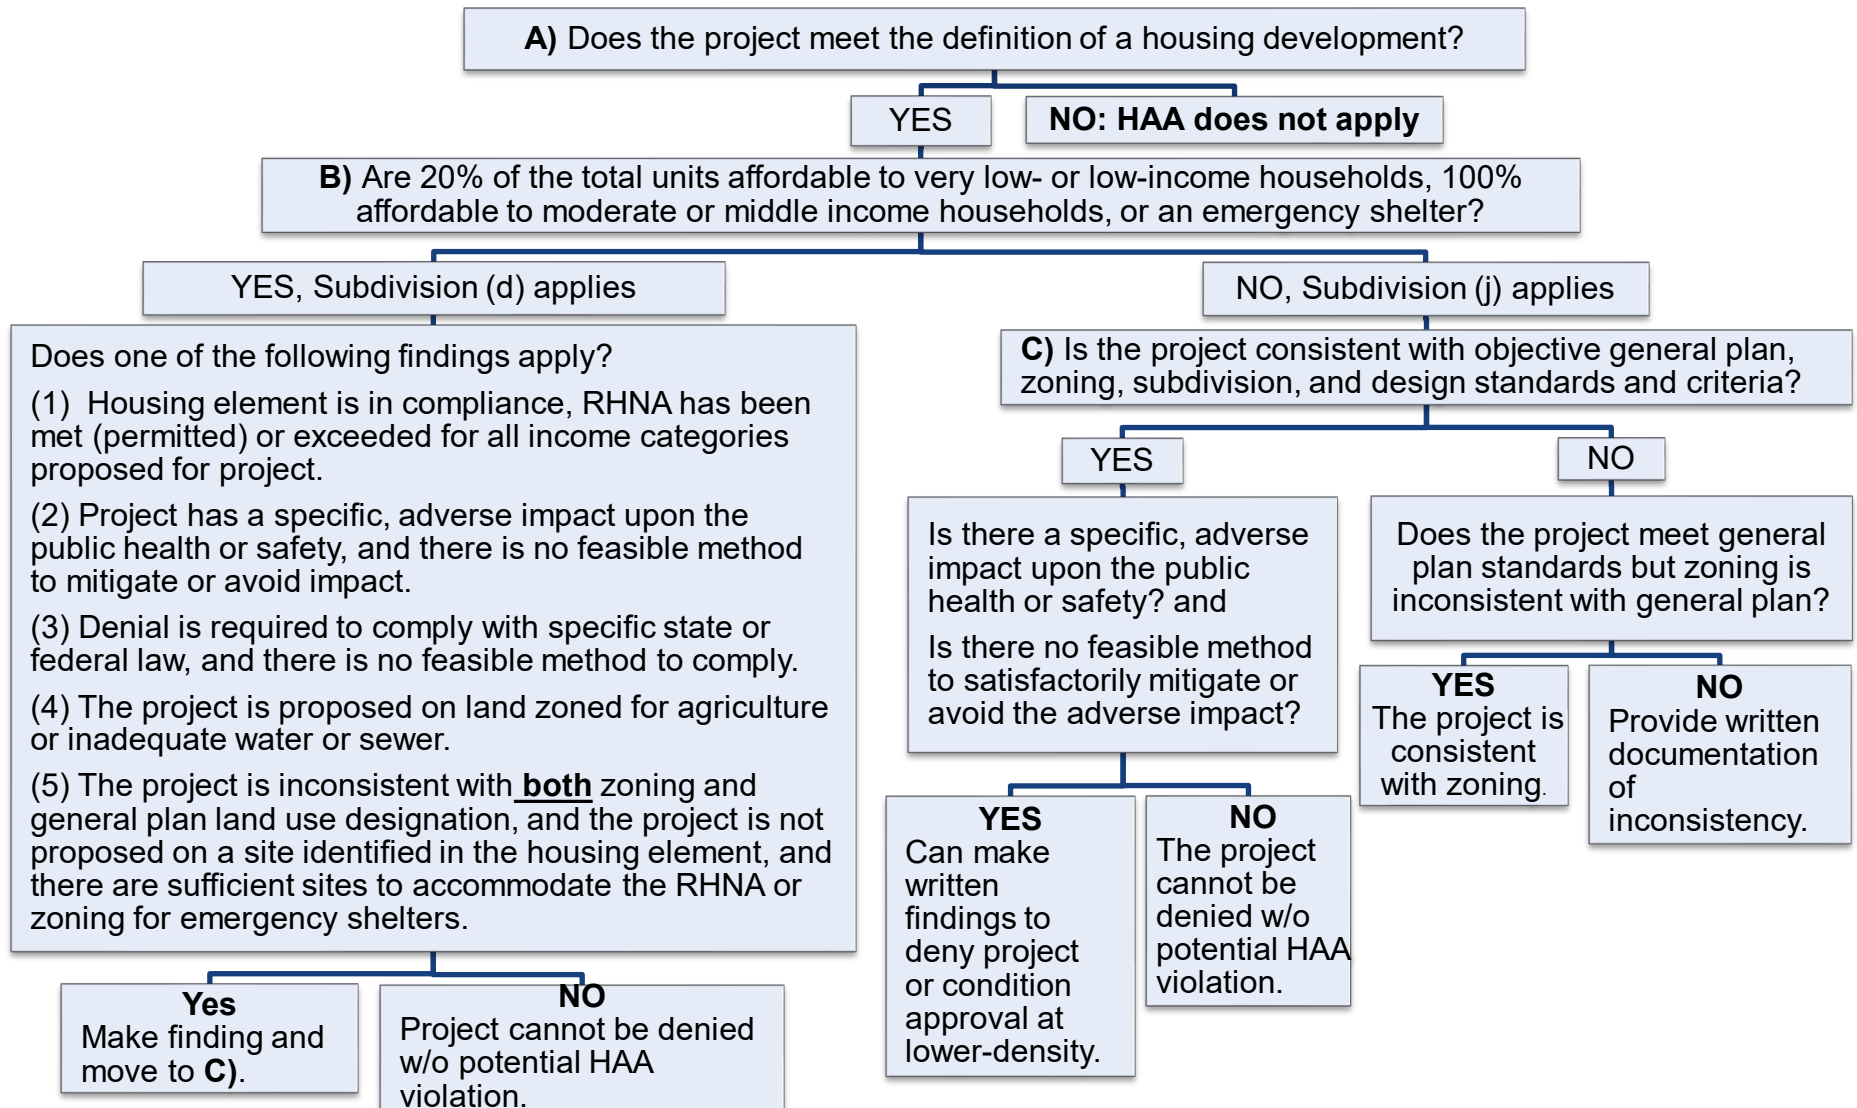 A) Does the project meet the definition of a housing development?
YES
NO: HAA does not apply
B) Are 20% of the total units affordable to very low- or low-income households, 100%
affordable to moderate or middle income households, or an emergency shelter?
YES, Subdivision (d) applies
Does one of the following findings apply?
(1) Housing element is in compliance, RHNA has been
met (permitted) or exceeded for all income categories
proposed for project.
(2) Project has a specific, adverse impact upon the
public health or safety, and there is no feasible method
to mitigate or avoid impact.
(3) Denial is required to comply with specific state or
federal law, and there is no feasible method to comply.
(4) The project is proposed on land zoned for agriculture
or inadequate water or sewer.
(5) The project is inconsistent with both zoning and
general plan land use designation, and the project is not
proposed on a site identified in the housing element, and
there are sufficient sites to accommodate the RHNA or
zoning for emergency shelters.
Yes
Make finding and
move to C).
NO
Project cannot be denied
w/o potential HAA
violation.
NO, Subdivision (j) applies
C) Is the project consistent with objective general plan,
zoning, subdivision, and design standards and criteria?
YES
Is there a specific, adverse
impact upon the public
health or safety? and
Is there no feasible method
to satisfactorily mitigate or
avoid the adverse impact?
YES
Can make
written
findings to
deny project
or condition
approval at
lower-density.
NO
The project
cannot be
denied w/o
potential HAA
violation.
NO
Does the project meet general
plan standards but zoning is
inconsistent with general plan?
YES
The project is
consistent
with zoning.
NO
Provide written
documentation
of
inconsistency.